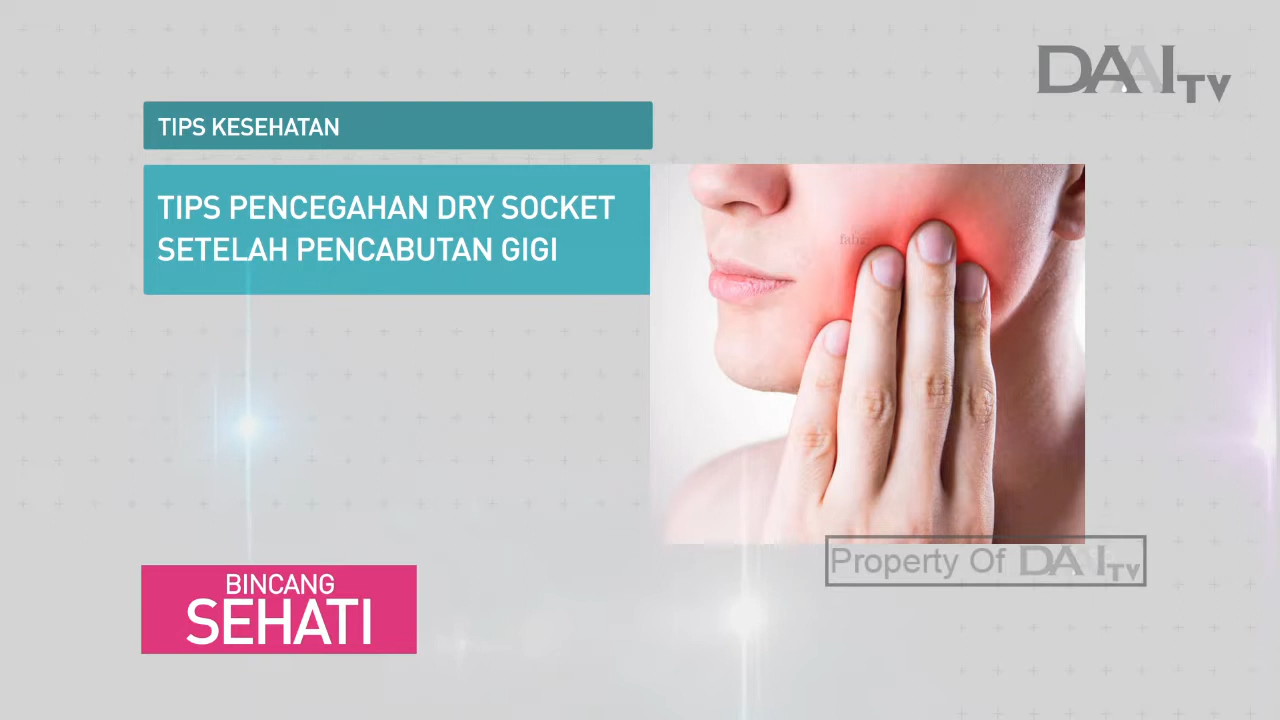 DAAI TV
TIPS KESEHATAN
TIPS PENCEGAHAN DRY SOCKET
SETELAH PENCABUTAN GIGI
Property Of DAAI TV
BINCANG
SEHATI